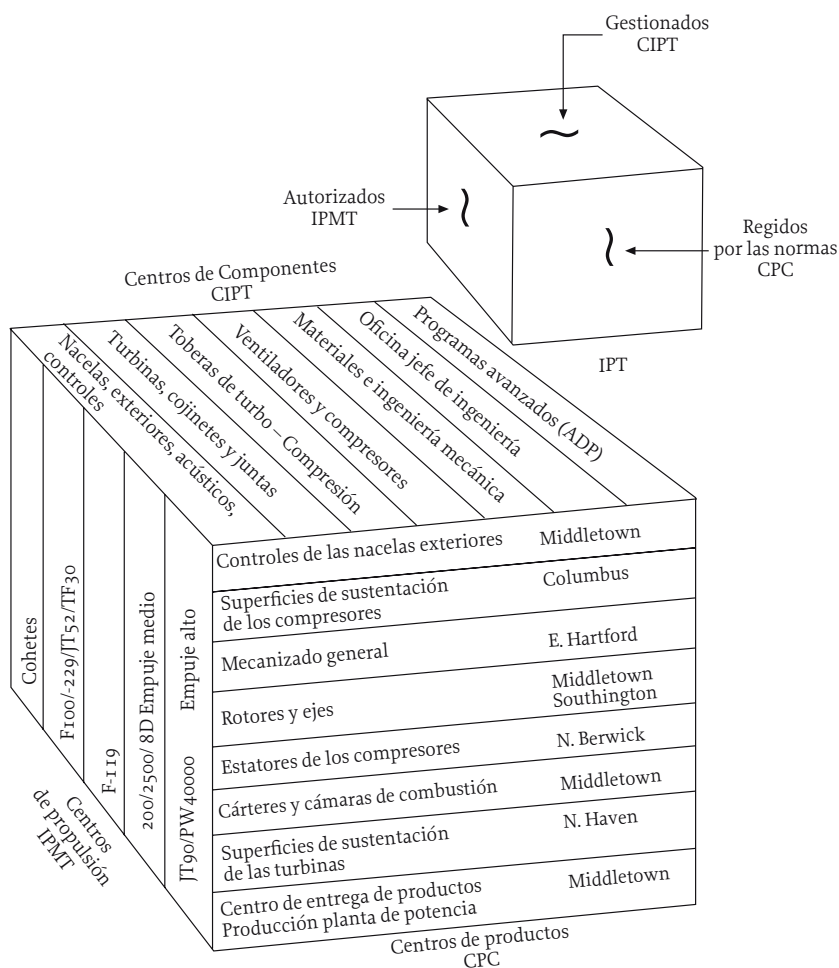 Gestionados
CIPT
Autorizados
IPMT
Regidos
por las normas
CPC
IPT
Centros de Componentes
CIPT
Nacelas, exteriores, acústicos,
controles
Turbinas, cojinetes y juntas
Toberas de turbo – Compresión
Ventiladores y compresores
Materiales e ingeniería mecánica
Oficina jefe de ingeniería
Programas avanzados (ADP)
Cohetes
F100/-229/JT52/TF30
F-119
200/2500/ 8D Empuje medio
JT90/PW40000 Empuje alto
Centros
de propulsión
IPMT
Controles de las nacelas exteriores Middletown
Superficies de sustentación
de los compresores Columbus
Mecanizado general E. Hartford
Rotores y ejes Middletown
Southington
Estatores de los compresores N. Berwick
Cárteres y cámaras de combustión Middletown
Superficies de sustentación
de las turbinas N. Haven
Centro de entrega de productos
Producción planta de potencia Middletown
Centros de productos
CPC